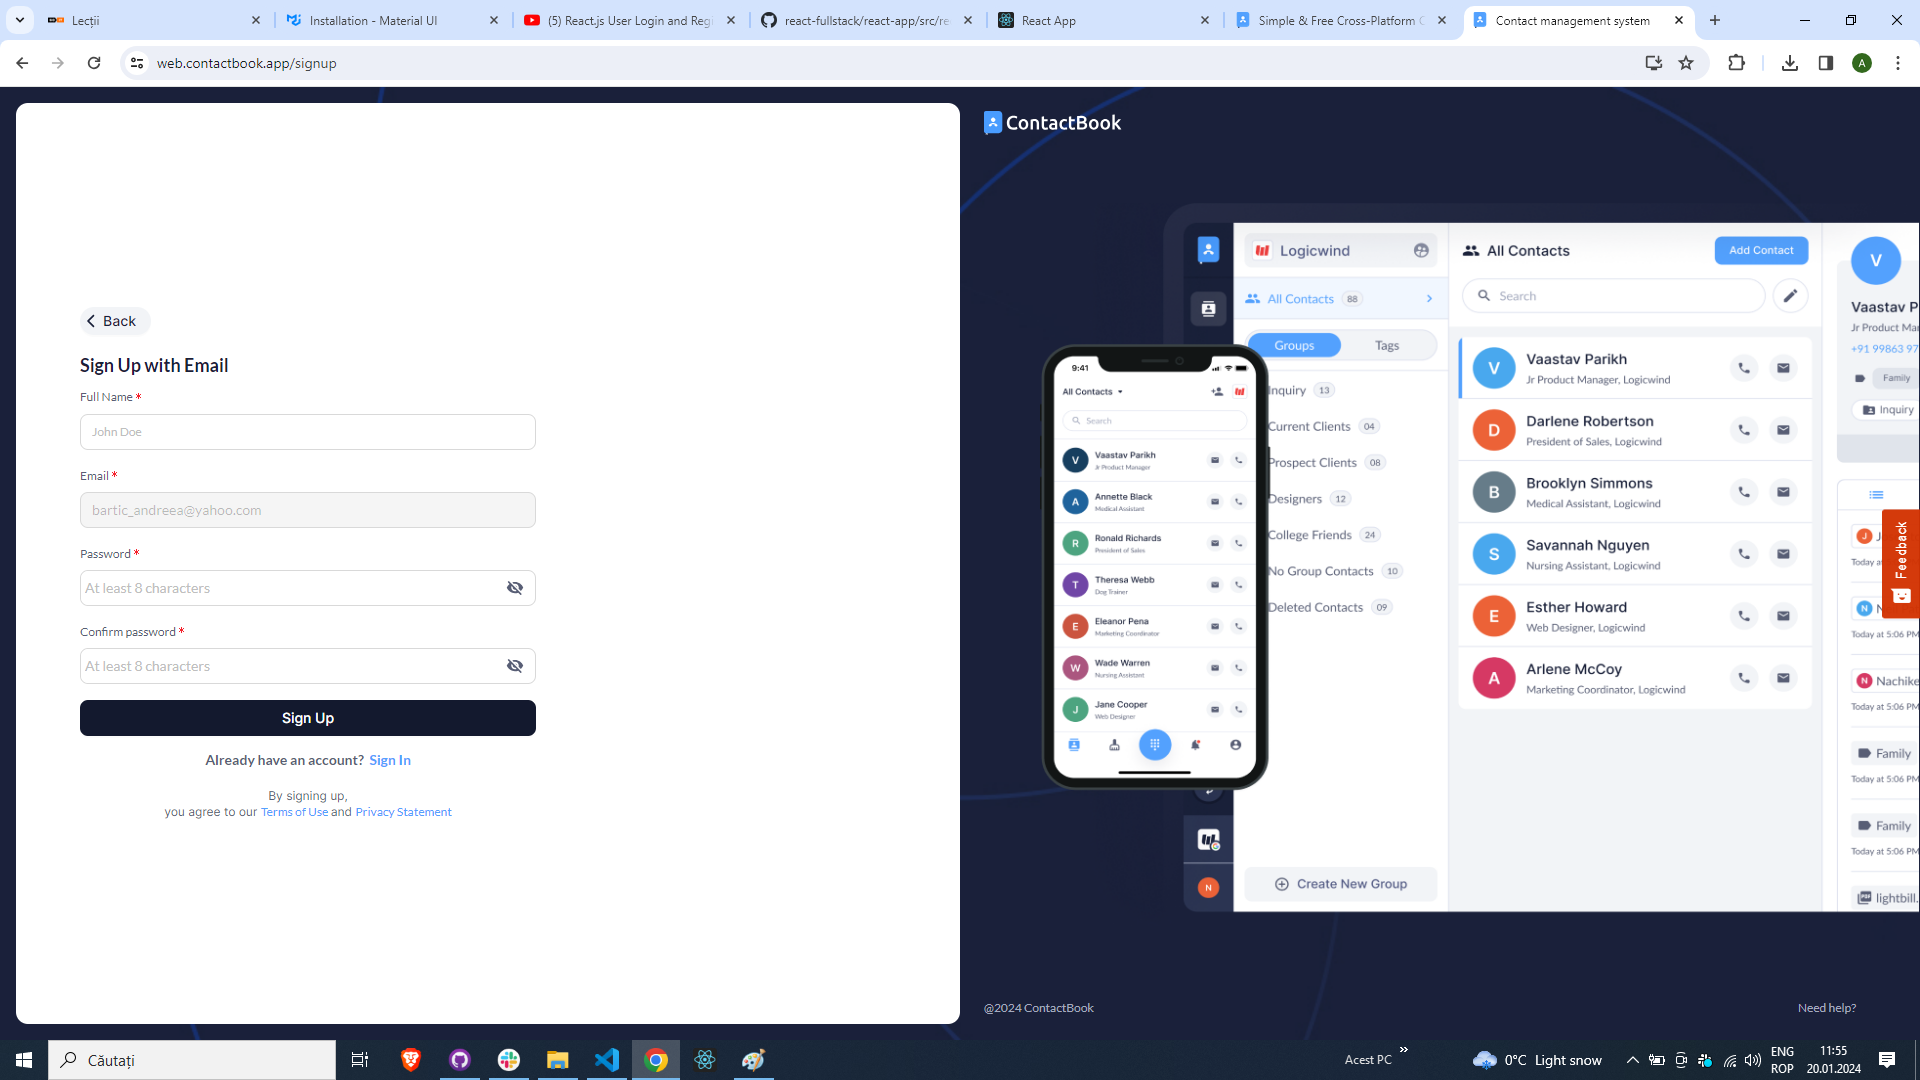 Lecții
Installation - Material UI
(5) React.js User Login and Regi
react-fullstack/react-app/src/re
React App
Simple & Free Cross-Platform C
Contact management system
web.contactbook.app/signup
A
ContactBook
Back
Sign Up with Email
Full Name *
John Doe
Email *
bartic_andreea@yahoo.com
Password *
At least 8 characters
Confirm password *
At least 8 characters
Sign Up
Already have an account? Sign In
By signing up,
you agree to our Terms of Use and Privacy Statement
9:41
All Contacts
Search
V
Vaastav Parikh
Jr Product Manager
A
Annette Black
Medical Assistant
R
Ronald Richards
President of Sales
T
Theresa Webb
Dog Trainer
E
Eleanor Pena
Marketing Coordinator
W
Wade Warren
Nursing Assistant
J
Jane Cooper
Web Designer
Logicwind
All Contacts 88
Groups
Tags
Inquiry 13
Current Clients 04
Prospect Clients 08
Designers 12
College Friends 24
No Group Contacts 10
Deleted Contacts 09
Create New Group
N
All Contacts
Add Contact
Search
V
Vaastav Parikh
Jr Product Manager, Logicwind
D
Darlene Robertson
President of Sales, Logicwind
B
Brooklyn Simmons
Medical Assistant, Logicwind
S
Savannah Nguyen
Nursing Assistant, Logicwind
E
Esther Howard
Web Designer, Logicwind
A
Arlene McCoy
Marketing Coordinator, Logicwind
V
Vaastav P
Jr Product Mar
+91 99863 97
Family
Inquiry
J
Today at
N
Today at 5:06 PM
N Nachike
Today at 5:06 PM
Family
Today at 5:06 PM
Family
Today at 5:06 PM
lightbill.
Feedback
@2024 ContactBook
Need help?
Căutați
Acest PC
0°C Light snow
ENG
ROP
11:55
20.01.2024